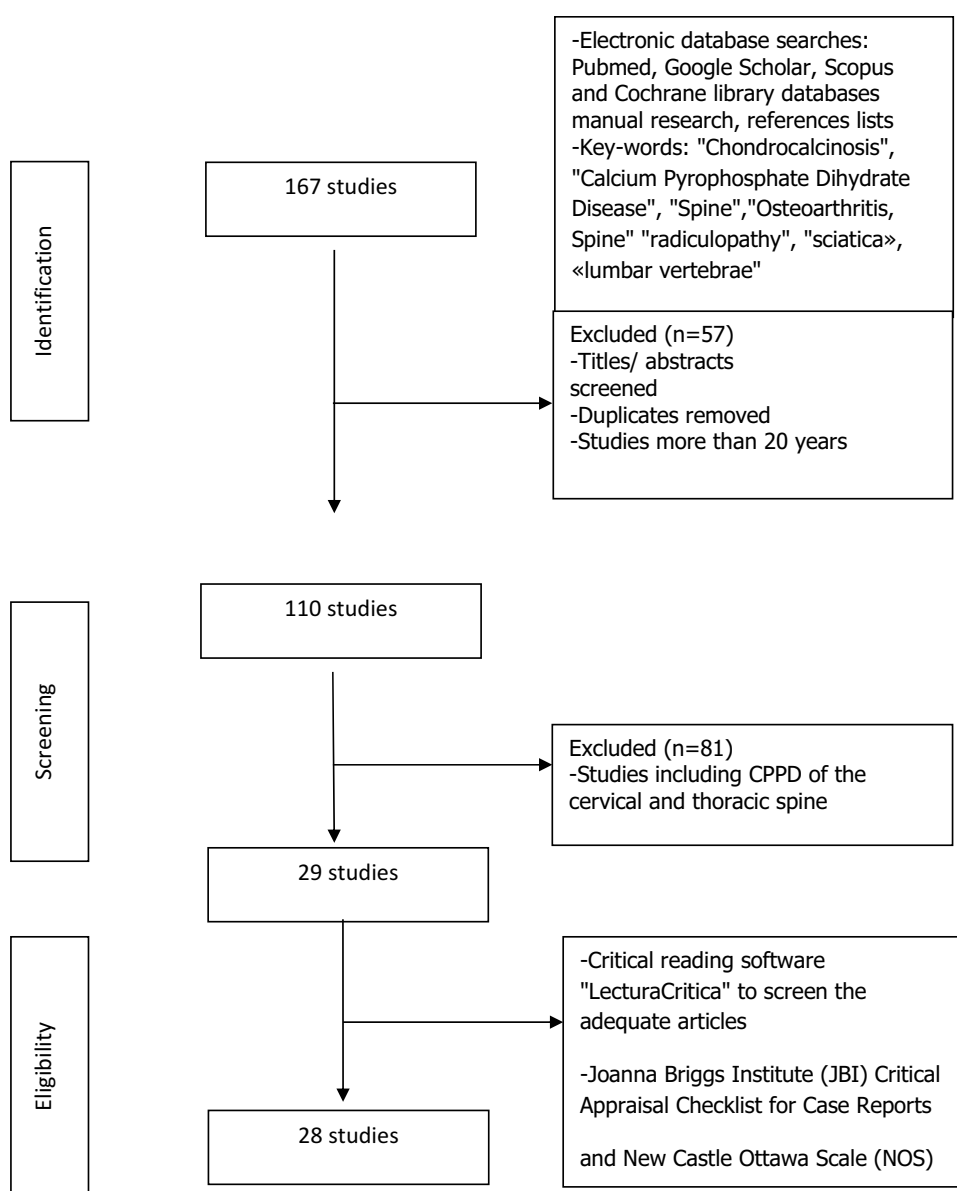 -Electronic database searches:
Pubmed, Google Scholar, Scopus
and Cochrane library databases
manual research, references lists
-Key-words: "Chondrocalcinosis",
"Calcium Pyrophosphate Dihydrate
Disease", "Spine","Osteoarthritis,
Spine" "radiculopathy", "sciatica»,
«lumbar vertebrae"
Identification
167 studies
Excluded (n=57)
-Titles/ abstracts
screened
-Duplicates removed
-Studies more than 20 years
Screening
110 studies
Excluded (n=81)
-Studies including CPPD of the
cervical and thoracic spine
29 studies
Eligibility
-Critical reading software
"LecturaCritica" to screen the
adequate articles
-Joanna Briggs Institute (JBI) Critical
Appraisal Checklist for Case Reports
and New Castle Ottawa Scale (NOS)
28 studies